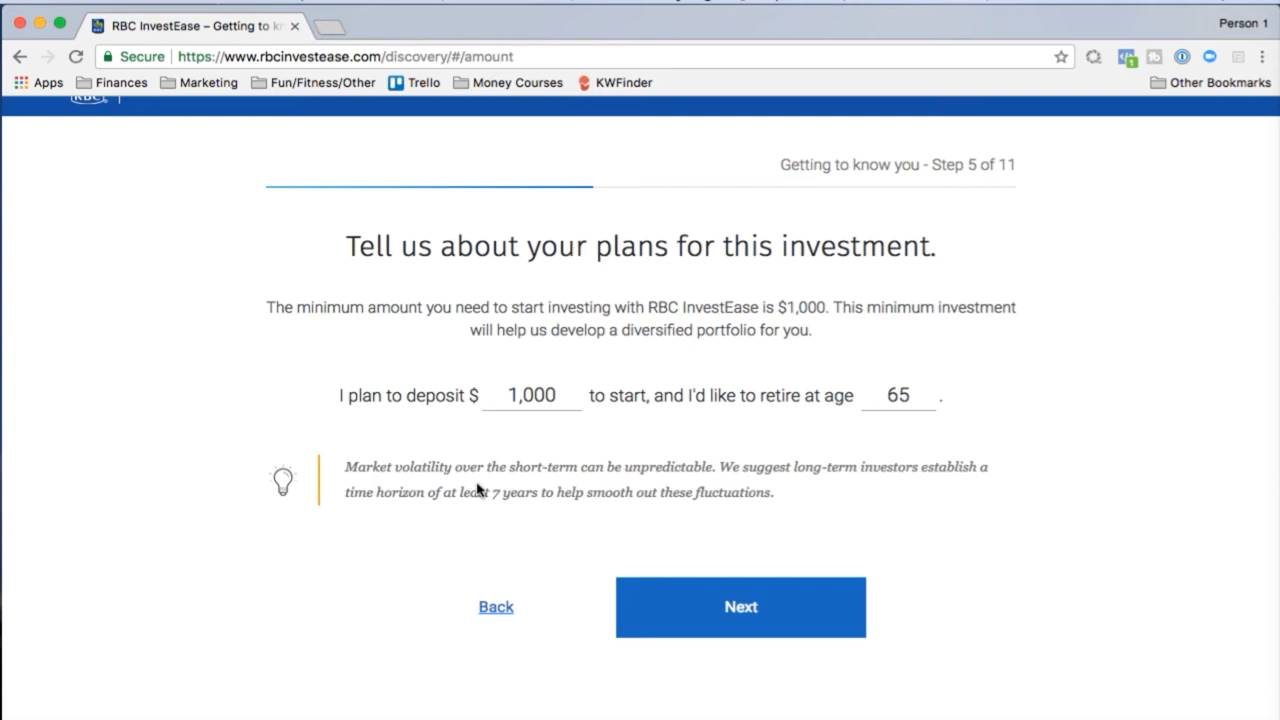 RBC InvestEase – Getting to kn
Person 1
Secure https://www.rbcinvestease.com/discovery/#/amount
Apps Finances Marketing Fun/Fitness/Other Trello Money Courses KWFinder Other Bookmarks
RBC
Getting to know you - Step 5 of 11
Tell us about your plans for this investment.
The minimum amount you need to start investing with RBC InvestEase is $1,000. This minimum investment
will help us develop a diversified portfolio for you.
I plan to deposit $ 1,000 to start, and I'd like to retire at age 65 .
Market volatility over the short-term can be unpredictable. We suggest long-term investors establish a
time horizon of at least 7 years to help smooth out these fluctuations.
Back
Next